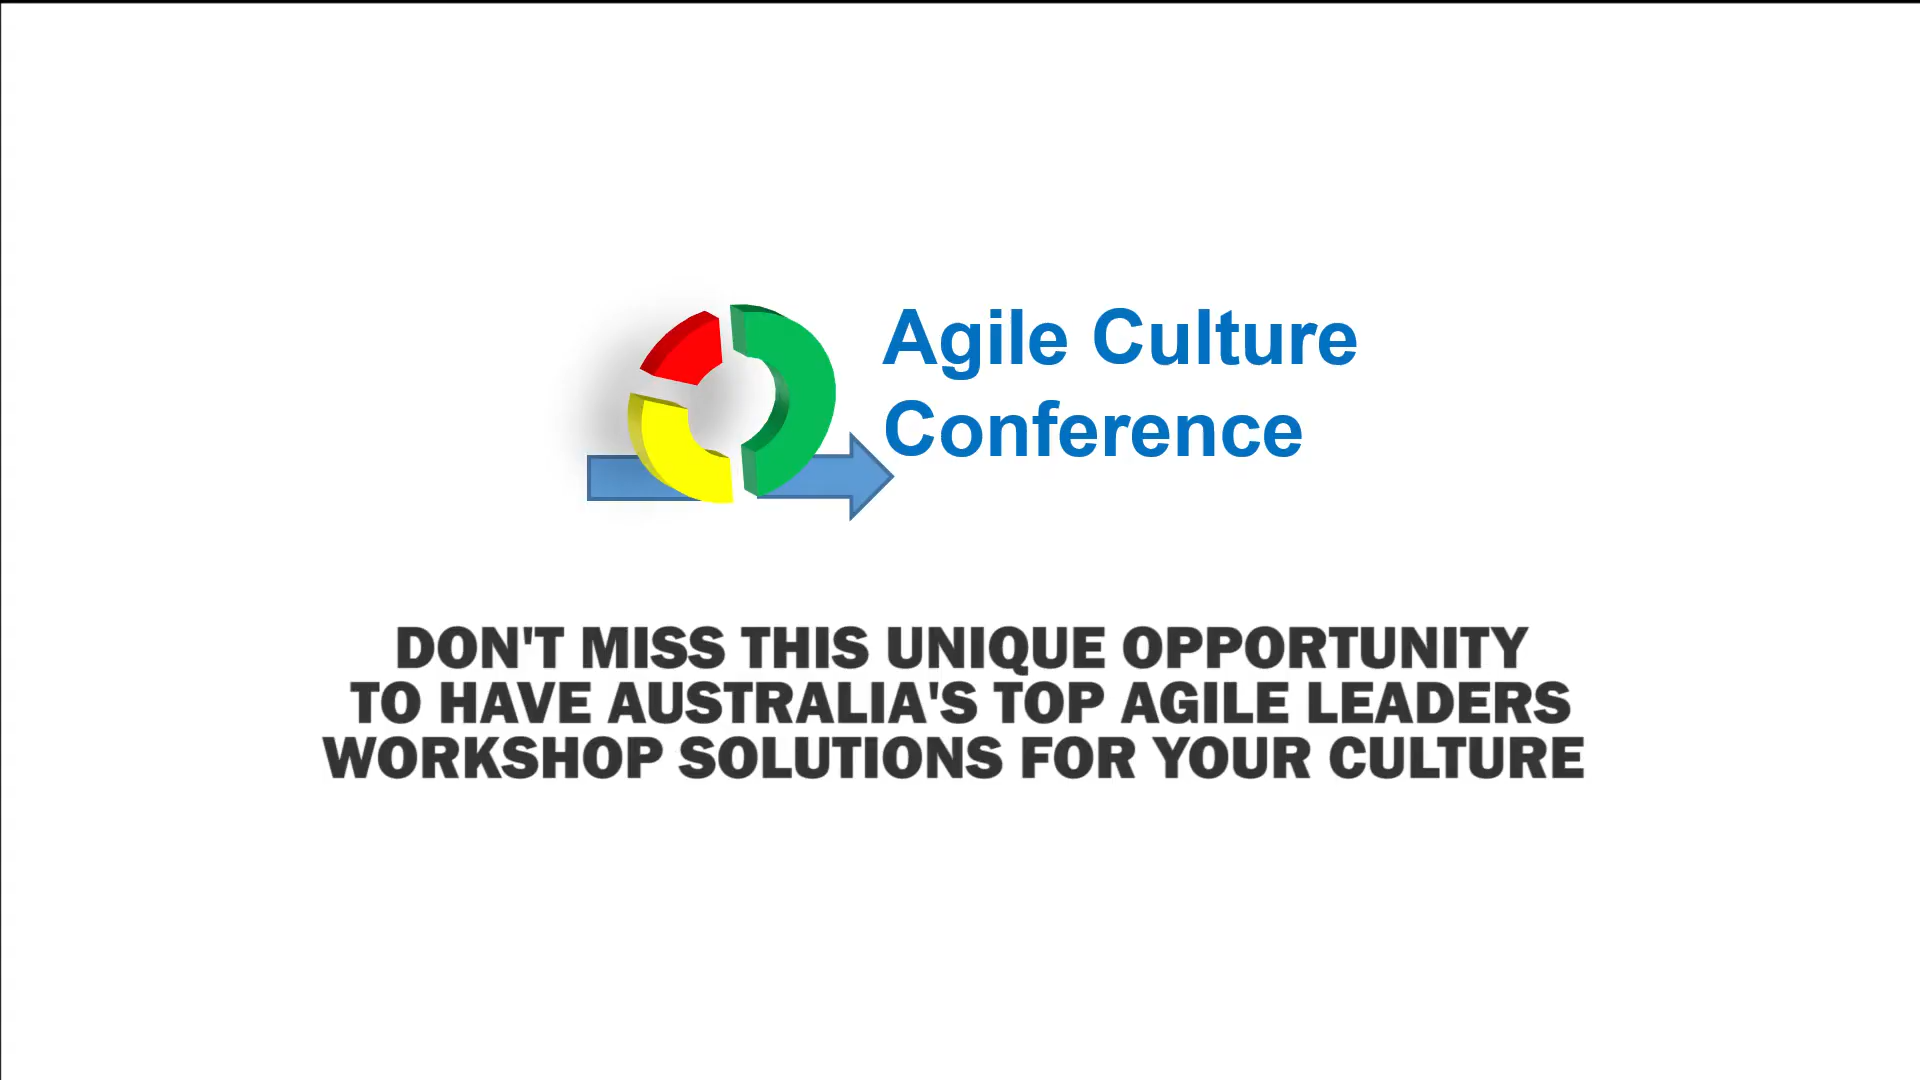 Agile Culture
Conference
DON'T MISS THIS UNIQUE OPPORTUNITY
TO HAVE AUSTRALIA'S TOP AGILE LEADERS
WORKSHOP SOLUTIONS FOR YOUR CULTURE